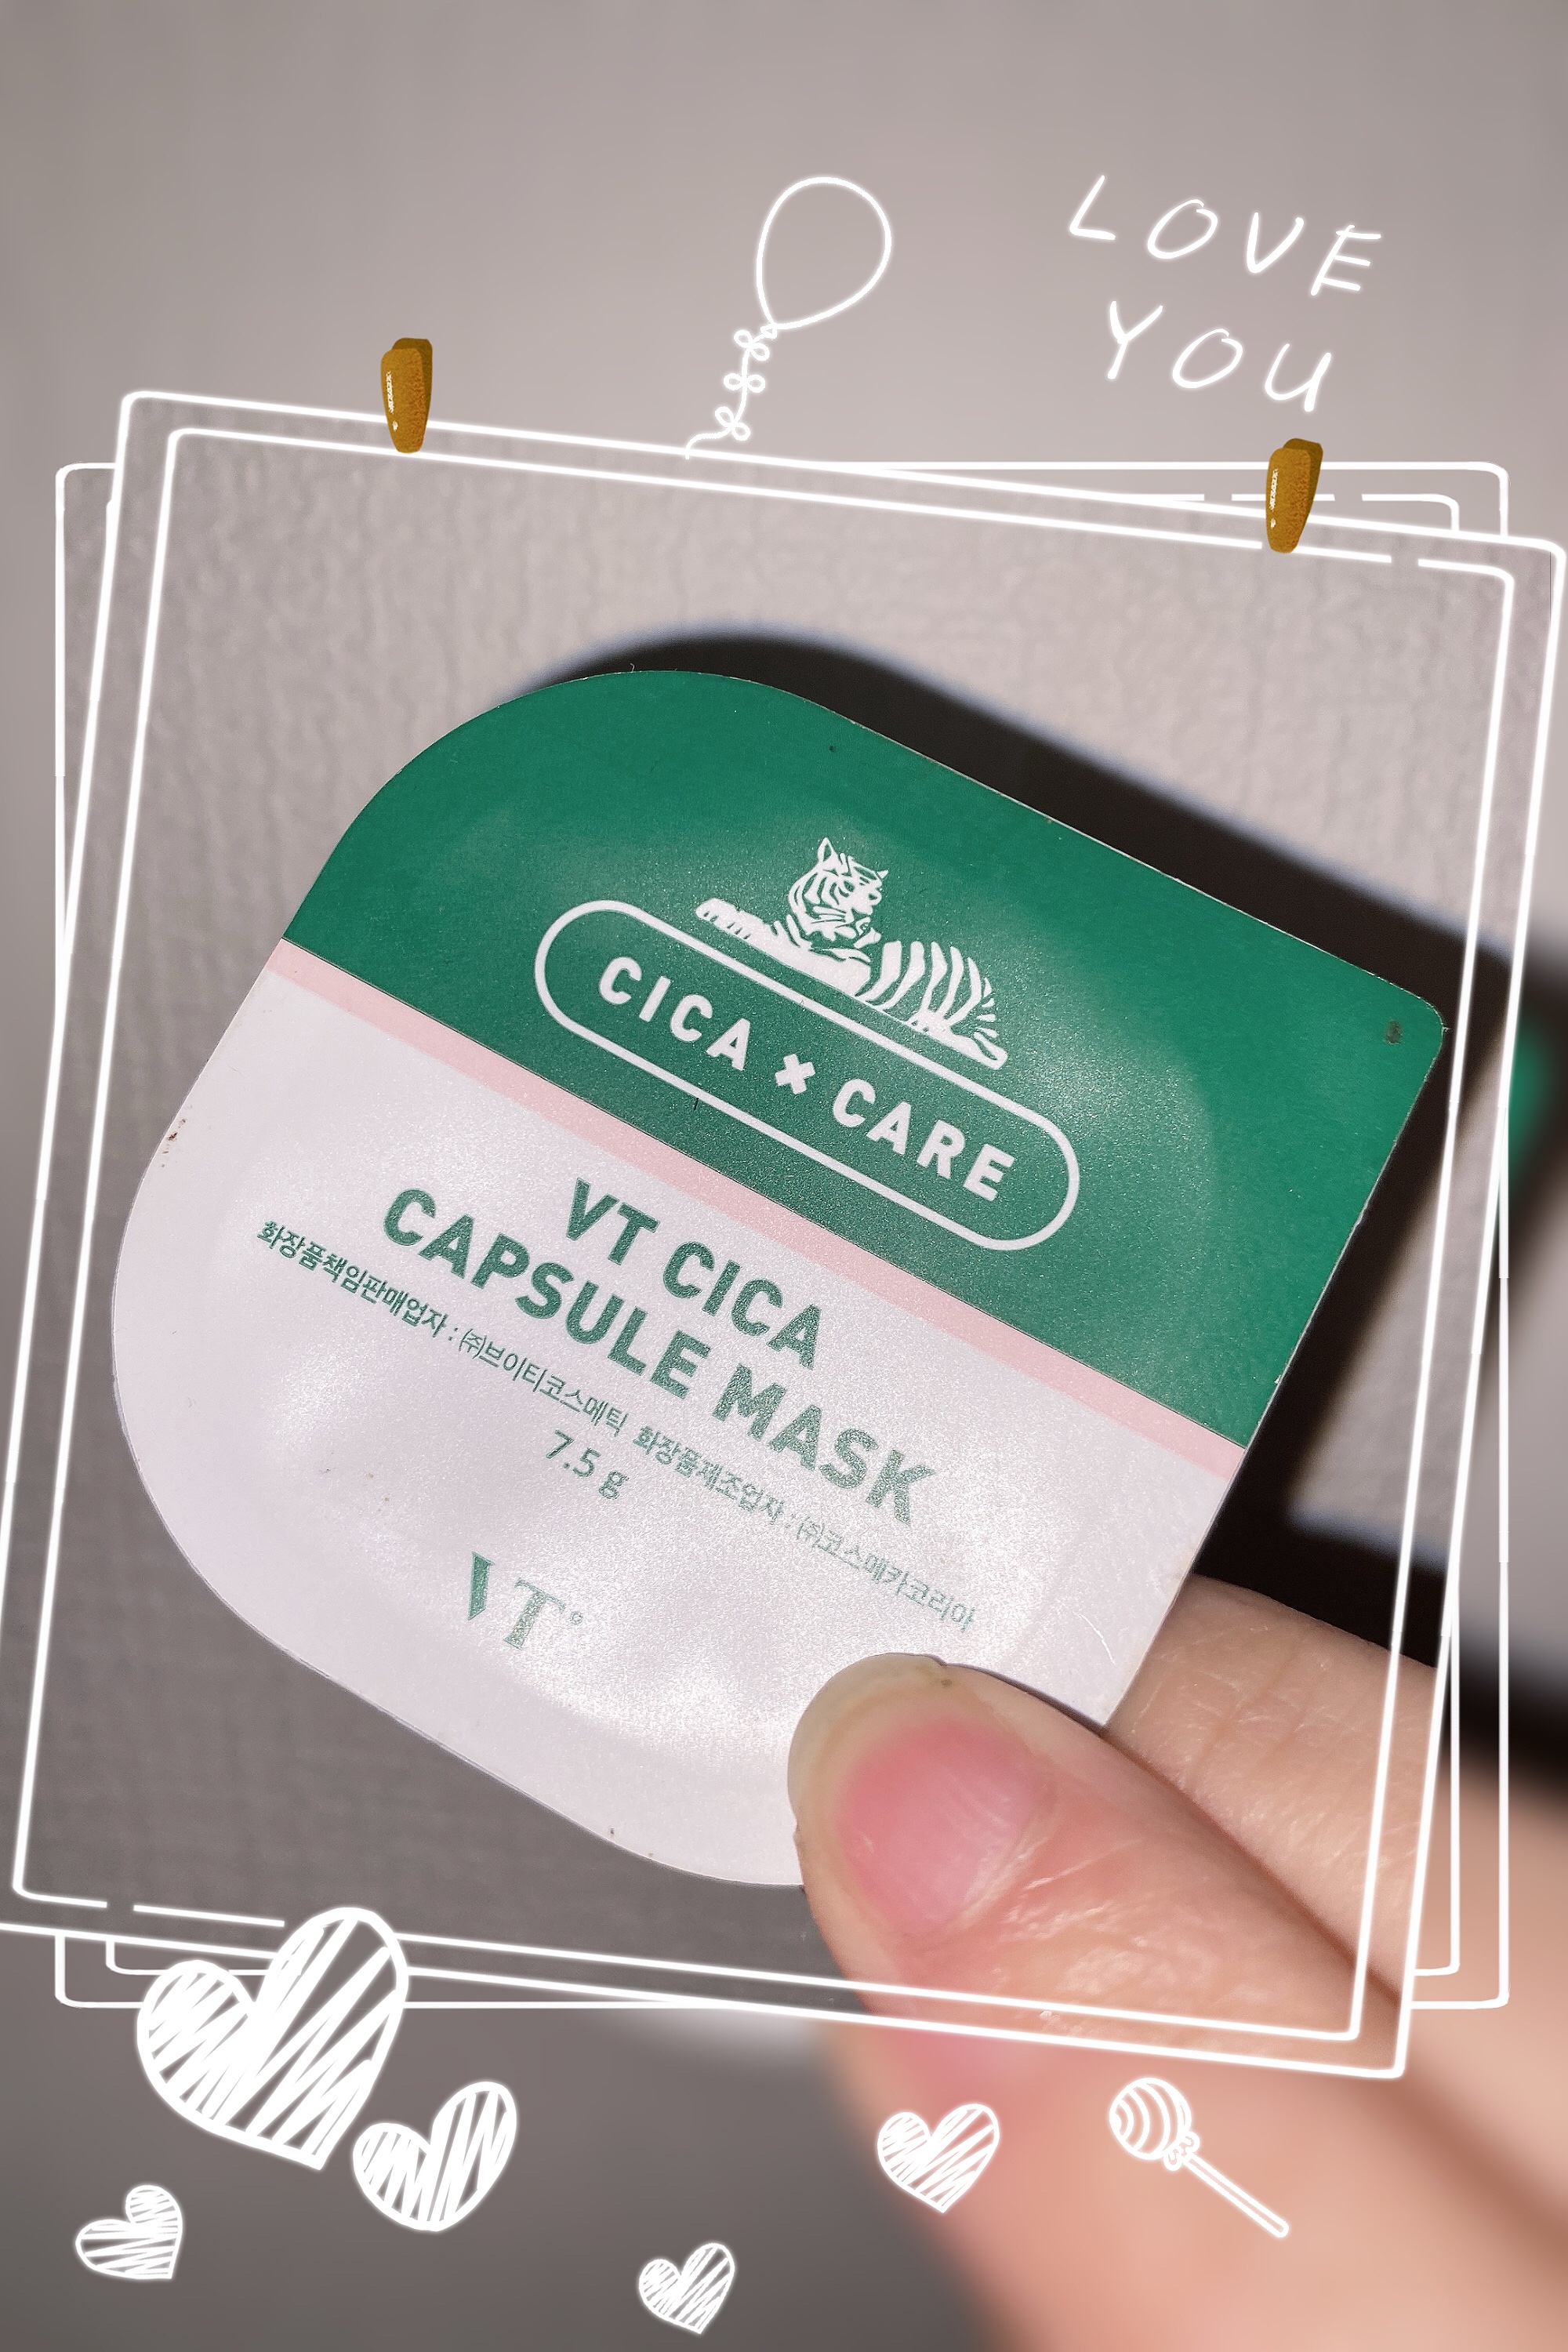 LOVE
YOU
CICA × CARE
VT CICA
CAPSULE MASK
화장품책임판매업자 : ㈜브이티코스메틱 화장품제조업자 : ㈜코스메카코리아
7.5 g
VT